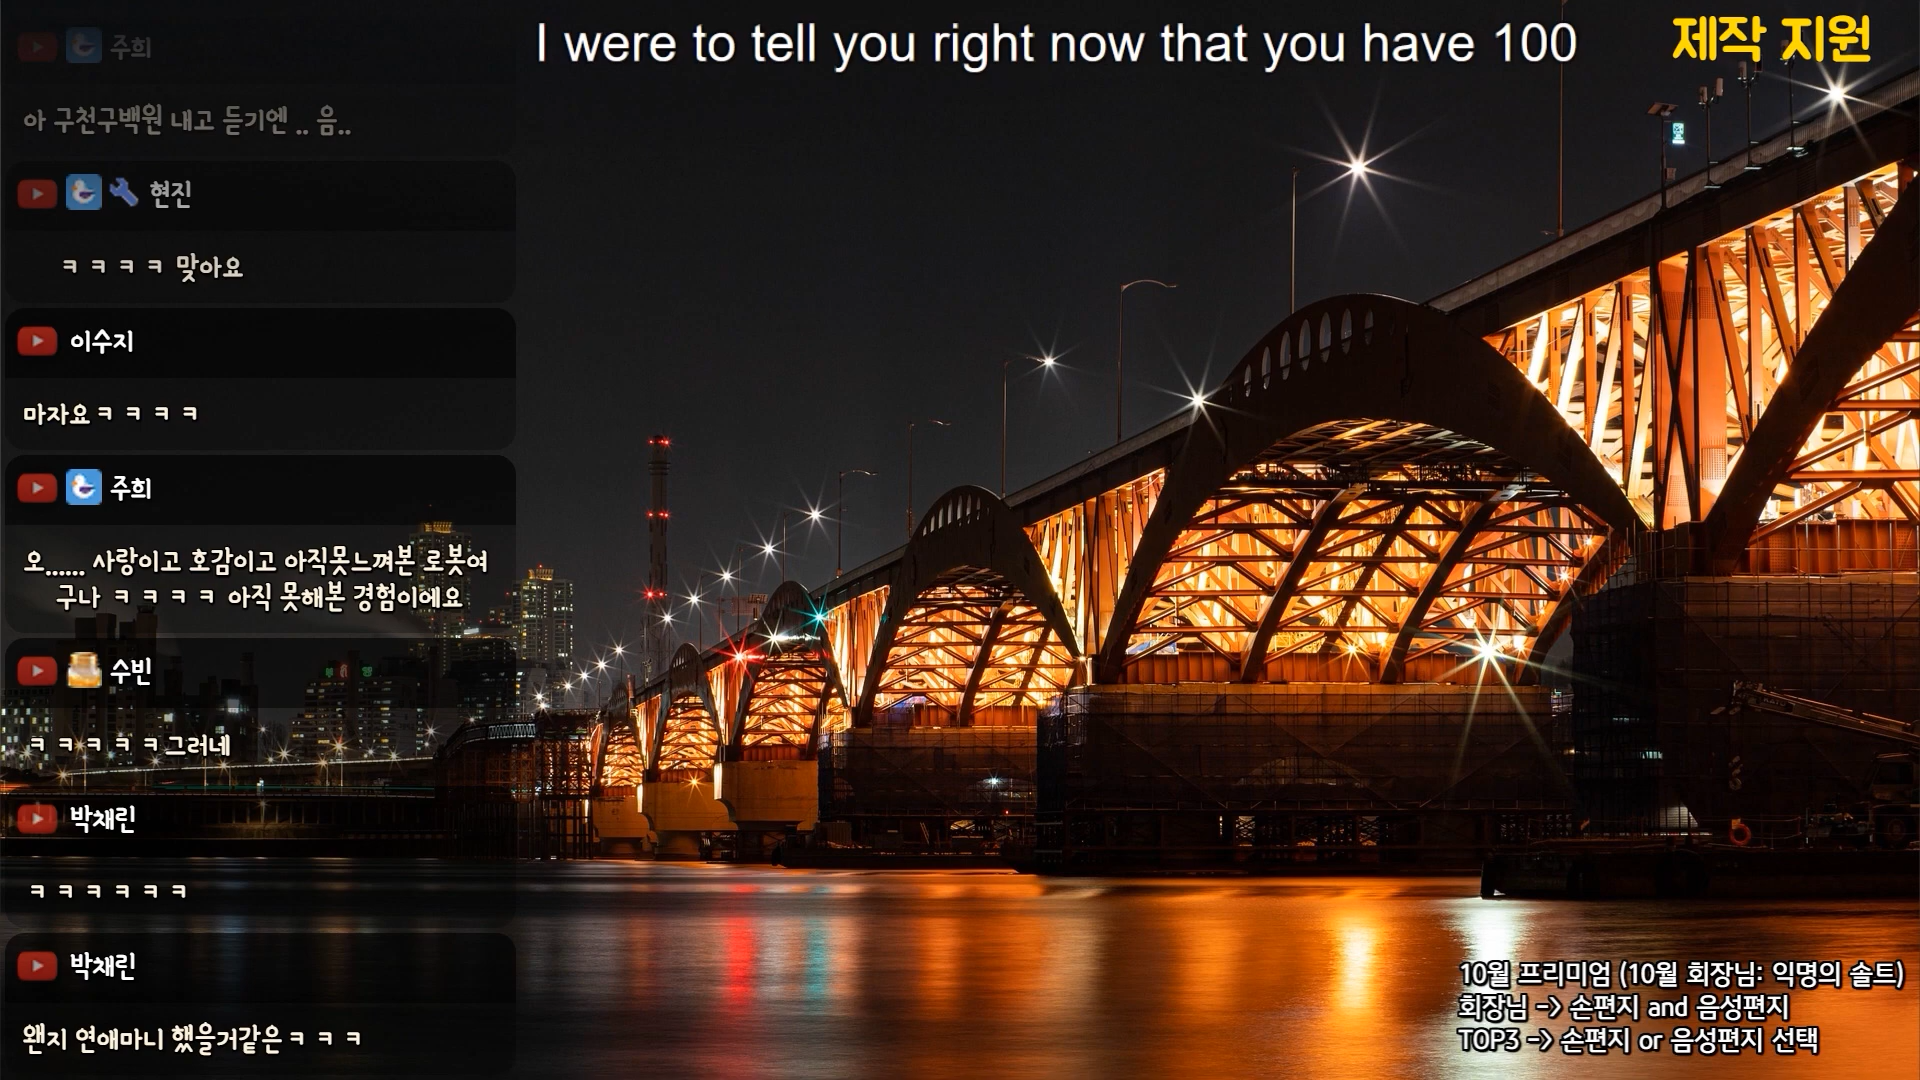 I were to tell you right now that you have 100
제작 지원
주희
아 구천구백원 내고 듣기엔 .. 음..
현진
ㅋㅋㅋㅋ 맞아요
이수지
마자요ㅋㅋㅋㅋ
주희
오...... 사랑이고 호감이고 아직못느껴본 로봇여
구나 ㅋㅋㅋㅋ 아직 못해본 경험이에요
수빈
ㅋㅋㅋㅋㅋ그러네
박채린
ㅋㅋㅋㅋㅋㅋ
박채린
왠지 연애마니 했을거같은ㅋㅋㅋ
10월 프리미엄 (10월 회장님: 익명의 솔트)
회장님 -> 손편지 and 음성편지
TOP3 -> 손편지 or 음성편지 선택